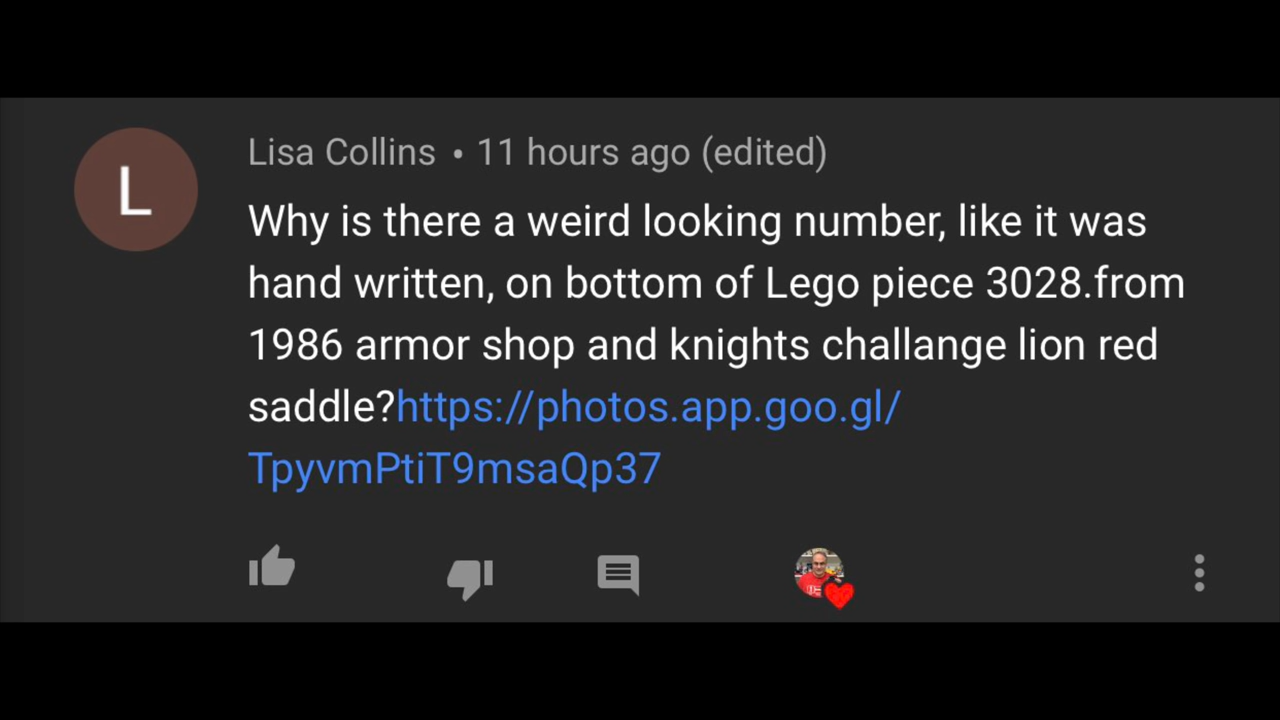 L
Lisa Collins • 11 hours ago (edited)
Why is there a weird looking number, like it was
hand written, on bottom of Lego piece 3028.from
1986 armor shop and knights challange lion red
saddle?https://photos.app.goo.gl/
TpyvmPtiT9msaQp37